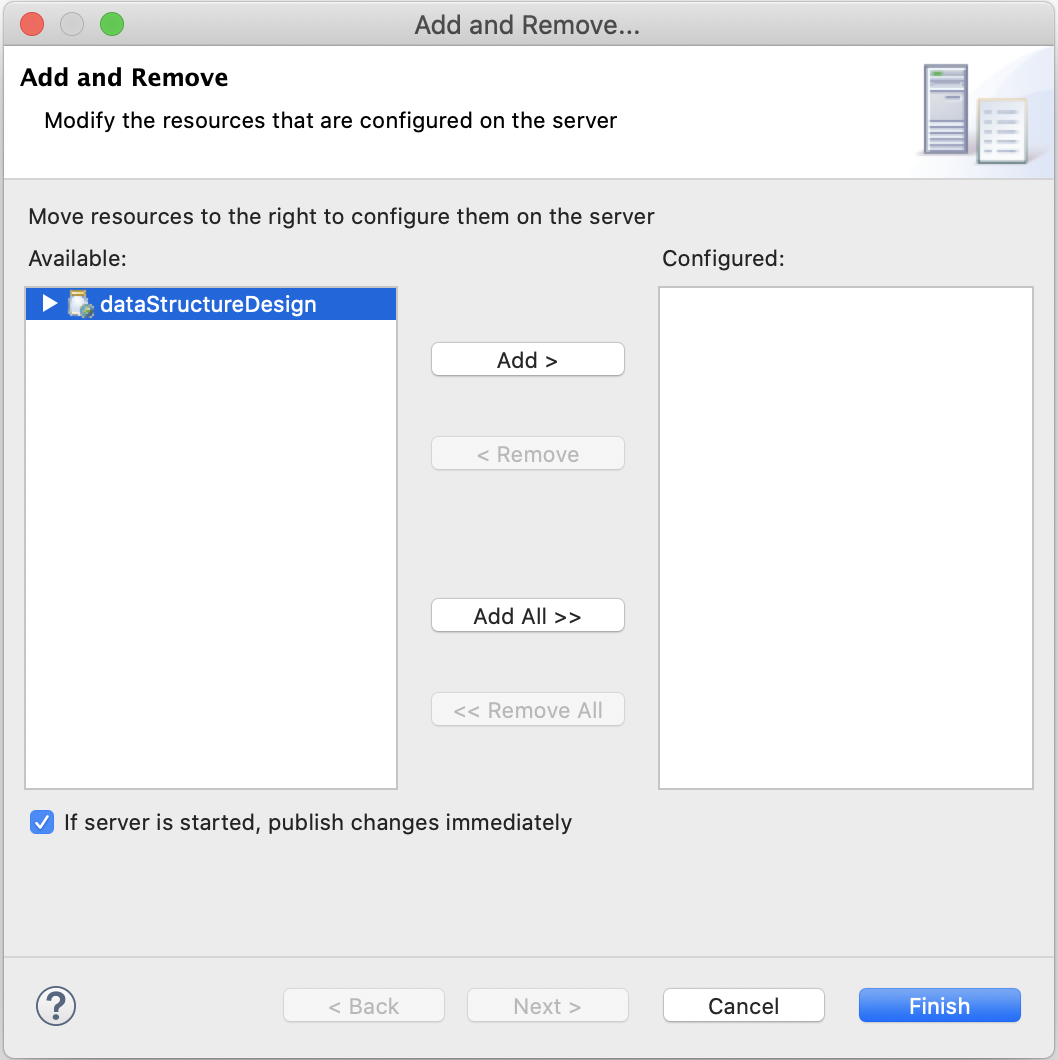 Add and Remove...
Add and Remove
Modify the resources that are configured on the server
Move resources to the right to configure them on the server
Available:
Configured:
dataStructureDesign
Add >
< Remove
Add All >>
<< Remove All
If server is started, publish changes immediately
?
< Back
Next >
Cancel
Finish